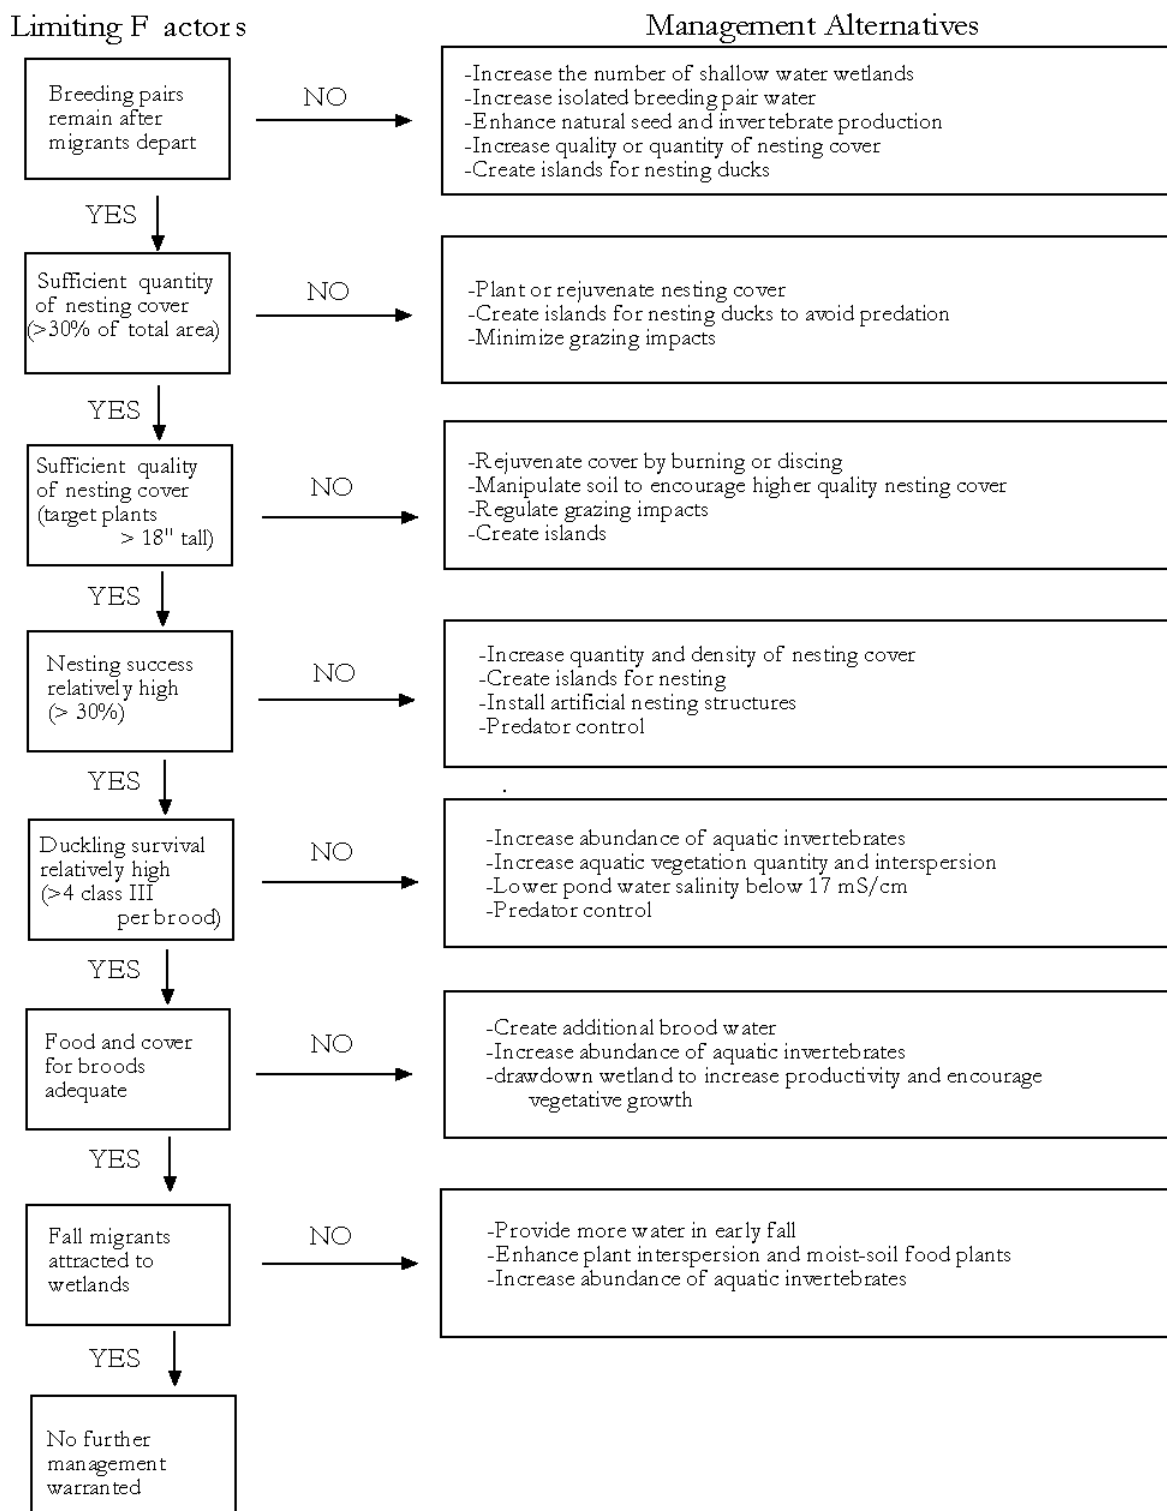 Limiting F actors
Management Alternatives
Breeding pairs
remain after
migrants depart
NO
-Increase the number of shallow water wetlands
-Increase isolated breeding pair water
-Enhance natural seed and invertebrate production
-Increase quality or quantity of nesting cover
-Create islands for nesting ducks
YES
Sufficient quantity
of nesting cover
(>30% of total area)
NO
-Plant or rejuvenate nesting cover
-Create islands for nesting ducks to avoid predation
-Minimize grazing impacts
YES
Sufficient quality
of nesting cover
(target plants
> 18" tall)
NO
-Rejuvenate cover by burning or discing
-Manipulate soil to encourage higher quality nesting cover
-Regulate grazing impacts
-Create islands
YES
Nesting success
relatively high
(> 30%)
NO
-Increase quantity and density of nesting cover
-Create islands for nesting
-Install artificial nesting structures
-Predator control
YES
Duckling survival
relatively high
(>4 class III
per brood)
NO
-Increase abundance of aquatic invertebrates
-Increase aquatic vegetation quantity and interspersion
-Lower pond water salinity below 17 mS/cm
-Predator control
YES
Food and cover
for broods
adequate
NO
-Create additional brood water
-Increase abundance of aquatic invertebrates
-drawdown wetland to increase productivity and encourage
vegetative growth
YES
Fall migrants
attracted to
wetlands
NO
-Provide more water in early fall
-Enhance plant interspersion and moist-soil food plants
-Increase abundance of aquatic invertebrates
YES
No further
management
warranted